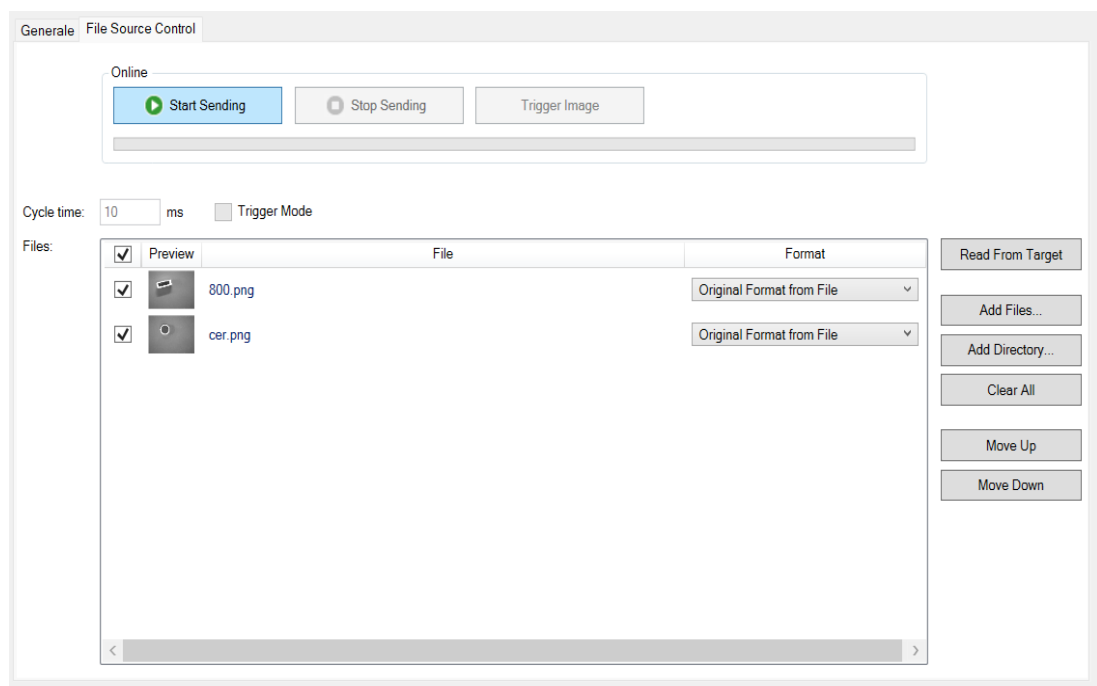 Generale File Source Control
Online
Start Sending Stop Sending Trigger Image
Cycle time: 10 ms Trigger Mode
Files: Preview File Format Read From Target
800.png Original Format from File
Add Files...
cer.png Original Format from File
Add Directory...
Clear All
Move Up
Move Down